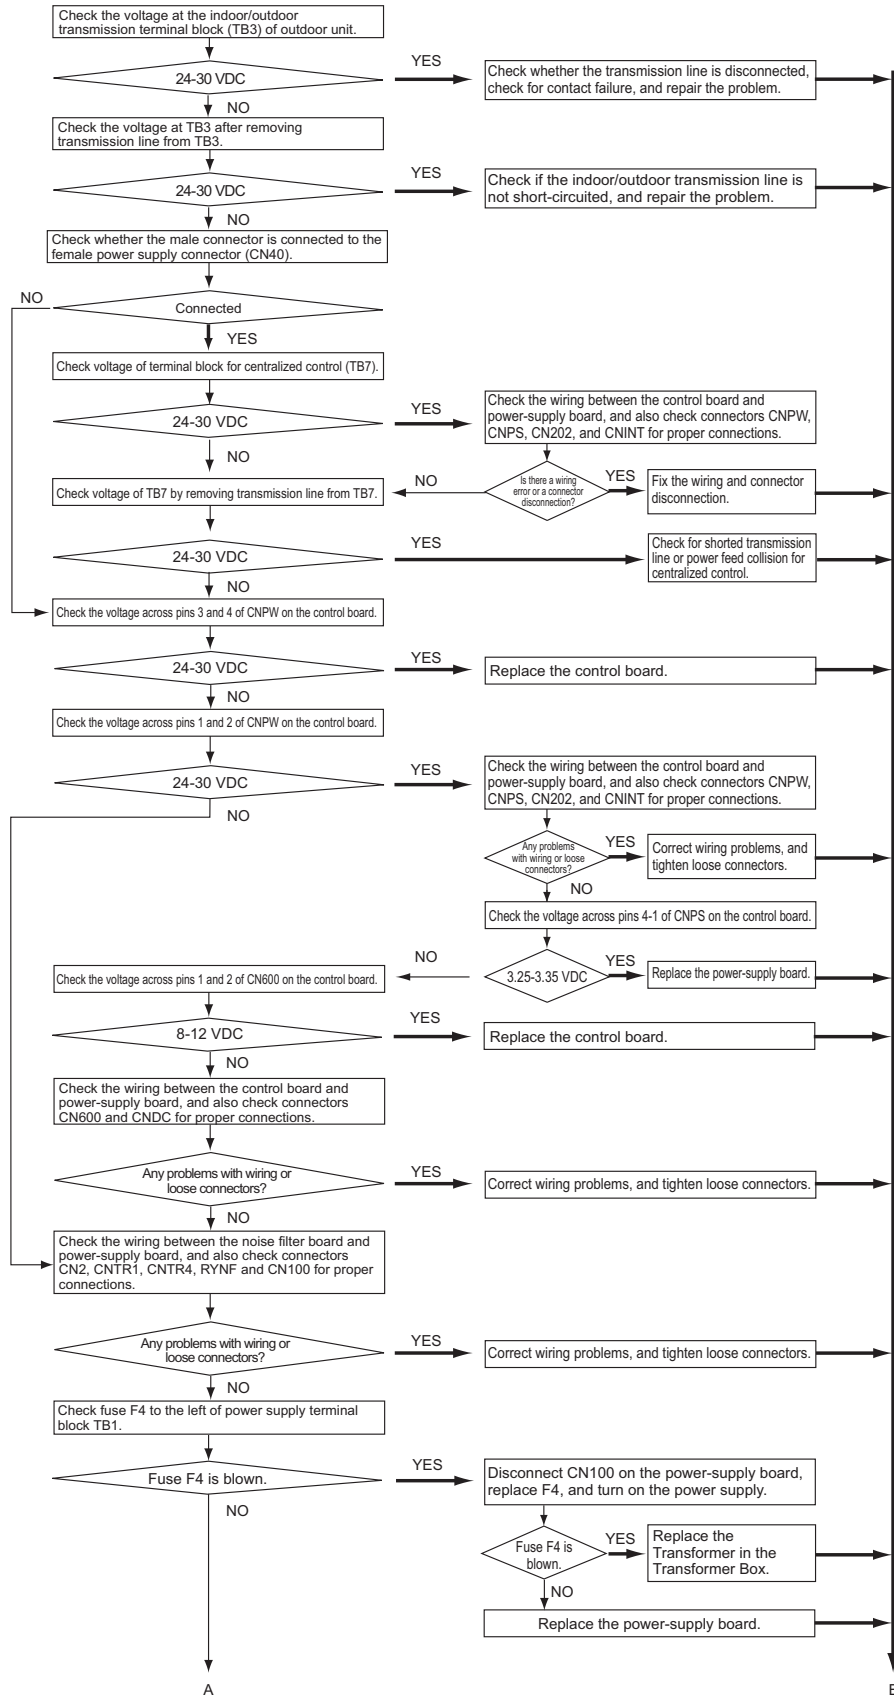 Check the voltage at the indoor/outdoor
transmission terminal block (TB3) of outdoor unit.
24-30 VDC
YES
Check whether the transmission line is disconnected,
check for contact failure, and repair the problem.
NO
Check the voltage at TB3 after removing
transmission line from TB3.
24-30 VDC
YES
Check if the indoor/outdoor transmission line is
not short-circuited, and repair the problem.
NO
Check whether the male connector is connected to the
female power supply connector (CN40).
NO
Connected
YES
Check voltage of terminal block for centralized control (TB7).
24-30 VDC
YES
Check the wiring between the control board and
power-supply board, and also check connectors CNPW,
CNPS, CN202, and CNINT for proper connections.
NO
Is there a wiring
error or a connector
disconnection?
NO
YES
Fix the wiring and connector
disconnection.
Check voltage of TB7 by removing transmission line from TB7.
24-30 VDC
YES
Check for shorted transmission
line or power feed collision for
centralized control.
NO
Check the voltage across pins 3 and 4 of CNPW on the control board.
24-30 VDC
YES
Replace the control board.
NO
Check the voltage across pins 1 and 2 of CNPW on the control board.
24-30 VDC
YES
Check the wiring between the control board and
power-supply board, and also check connectors CNPW,
CNPS, CN202, and CNINT for proper connections.
NO
Any problems
with wiring or loose
connectors?
YES
Correct wiring problems, and
tighten loose connectors.
NO
Check the voltage across pins 4-1 of CNPS on the control board.
3.25-3.35 VDC
YES
Replace the power-supply board.
NO
Check the voltage across pins 1 and 2 of CN600 on the control board.
8-12 VDC
YES
Replace the control board.
NO
Check the wiring between the control board and
power-supply board, and also check connectors
CN600 and CNDC for proper connections.
Any problems with wiring or
loose connectors?
YES
Correct wiring problems, and tighten loose connectors.
NO
Check the wiring between the noise filter board and
power-supply board, and also check connectors
CN2, CNTR1, CNTR4, RYNF and CN100 for proper
connections.
Any problems with wiring or
loose connectors?
YES
Correct wiring problems, and tighten loose connectors.
NO
Check fuse F4 to the left of power supply terminal
block TB1.
Fuse F4 is blown.
YES
Disconnect CN100 on the power-supply board,
replace F4, and turn on the power supply.
NO
Fuse F4 is
blown.
YES
Replace the
Transformer in the
Transformer Box.
NO
Replace the power-supply board.
A